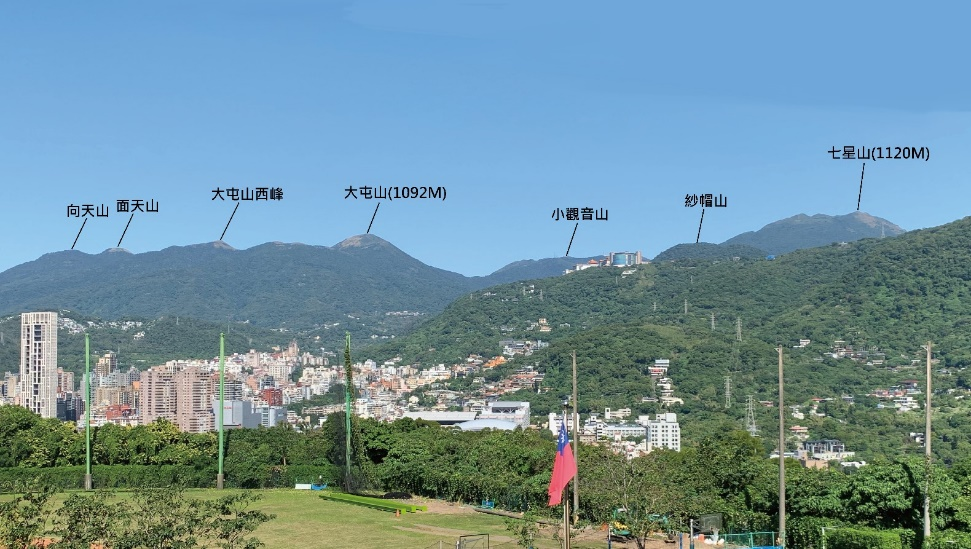 向天山
面天山
大屯山西峰
大屯山(1092M)
小觀音山
紗帽山
七星山(1120M)